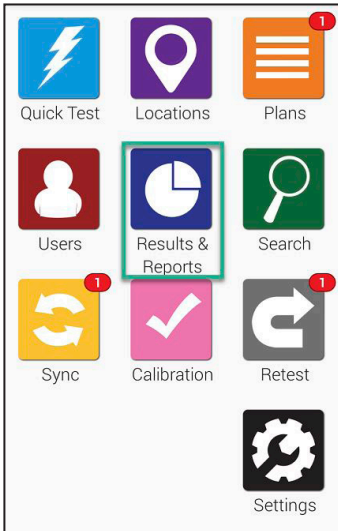 1
Quick Test
Locations
Plans
Users
Results &
Reports
Search
1
1
Sync
Calibration
Retest
Settings